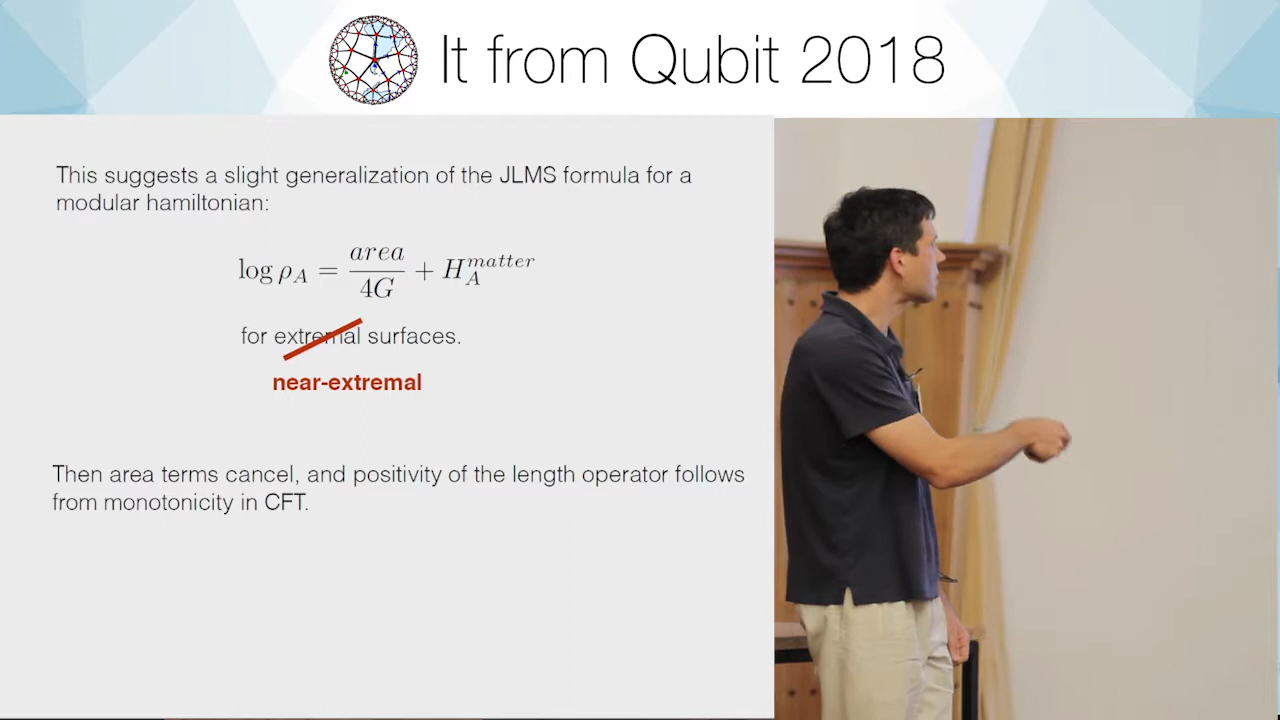 It from Qubit 2018
This suggests a slight generalization of the JLMS formula for a
modular hamiltonian:
log ρ_A = area/4G + H_A^{matter}
for extremal surfaces.
near-extremal
Then area terms cancel, and positivity of the length operator follows
from monotonicity in CFT.